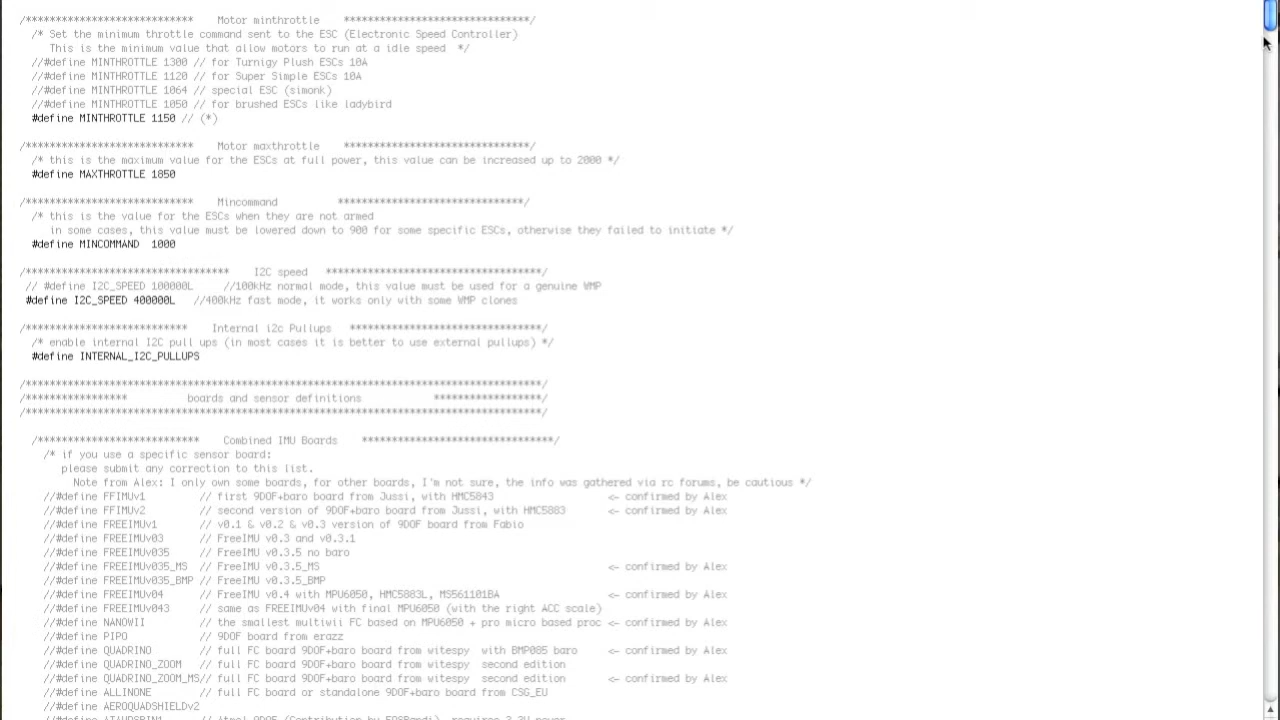 /****************************    Motor minthrottle    *******************************/
/* Set the minimum throttle command sent to the ESC (Electronic Speed Controller)
This is the minimum value that allow motors to run at a idle speed  */
//#define MINTHROTTLE 1300 // for Turnigy Plush ESCs 10A
//#define MINTHROTTLE 1120 // for Super Simple ESCs 10A
//#define MINTHROTTLE 1064 // special ESC (simonk)
//#define MINTHROTTLE 1050 // for brushed ESCs like ladybird
#define MINTHROTTLE 1150 // (*)
/****************************    Motor maxthrottle    *******************************/
/* this is the maximum value for the ESCs at full power, this value can be increased up to 2000 */
#define MAXTHROTTLE 1850
/****************************    Mincommand          *******************************/
/* this is the value for the ESCs when they are not armed
in some cases, this value must be lowered down to 900 for some specific ESCs, otherwise they failed to initiate */
#define MINCOMMAND  1000
/**********************************    I2C speed   ************************************/
// #define I2C_SPEED 100000L     //100kHz normal mode, this value must be used for a genuine WMP
#define I2C_SPEED 400000L   //400kHz fast mode, it works only with some WMP clones
/***************************    Internal i2c Pullups   ********************************/
/* enable internal I2C pull ups (in most cases it is better to use external pullups) */
#define INTERNAL_I2C_PULLUPS
/**************************************************************************************/
/*****************          boards and sensor definitions            ******************/
/**************************************************************************************/
/***************************    Combined IMU Boards    ********************************/
/* if you use a specific sensor board:
please submit any correction to this list.
Note from Alex: I only own some boards, for other boards, I'm not sure, the info was gathered via rc forums, be cautious */
//#define FFIMUv1         // first 9DOF+baro board from Jussi, with HMC5843                   <- confirmed by Alex
//#define FFIMUv2         // second version of 9DOF+baro board from Jussi, with HMC5883       <- confirmed by Alex
//#define FREEIMUv1       // v0.1 & v0.2 & v0.3 version of 9DOF board from Fabio
//#define FREEIMUv03      // FreeIMU v0.3 and v0.3.1
//#define FREEIMUv035     // FreeIMU v0.3.5 no baro
//#define FREEIMUv035_MS  // FreeIMU v0.3.5_MS                                                <- confirmed by Alex
//#define FREEIMUv035_BMP // FreeIMU v0.3.5_BMP
//#define FREEIMUv04      // FreeIMU v0.4 with MPU6050, HMC5883L, MS561101BA                  <- confirmed by Alex
//#define FREEIMUv043     // same as FREEIMUv04 with final MPU6050 (with the right ACC scale)
//#define NANOWII         // the smallest multiwii FC based on MPU6050 + pro micro based proc <- confirmed by Alex
//#define PIPO            // 9DOF board from erazz
//#define QUADRINO        // full FC board 9DOF+baro board from witespy  with BMP085 baro     <- confirmed by Alex
//#define QUADRINO_ZOOM   // full FC board 9DOF+baro board from witespy  second edition
//#define QUADRINO_ZOOM_MS// full FC board 9DOF+baro board from witespy  second edition       <- confirmed by Alex
//#define ALLINONE        // full FC board or standalone 9DOF+baro board from CSG_EU
//#define AEROQUADSHIELDv2